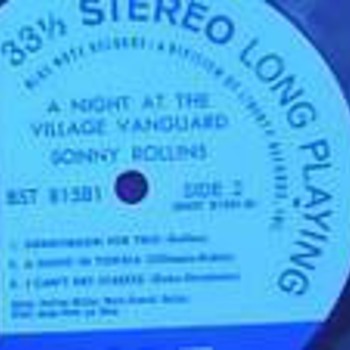 33⅓ STEREO LONG PLAYING
BLUE NOTE RECORDS • A DIVISION OF LIBERTY RECORDS, INC.
A NIGHT AT THE
VILLAGE VANGUARD
SONNY ROLLINS
BST 81581
SIDE 2
1. SONNYMOON FOR TWO
2. A NIGHT IN TUNISIA
3. I CAN'T GET STARTED